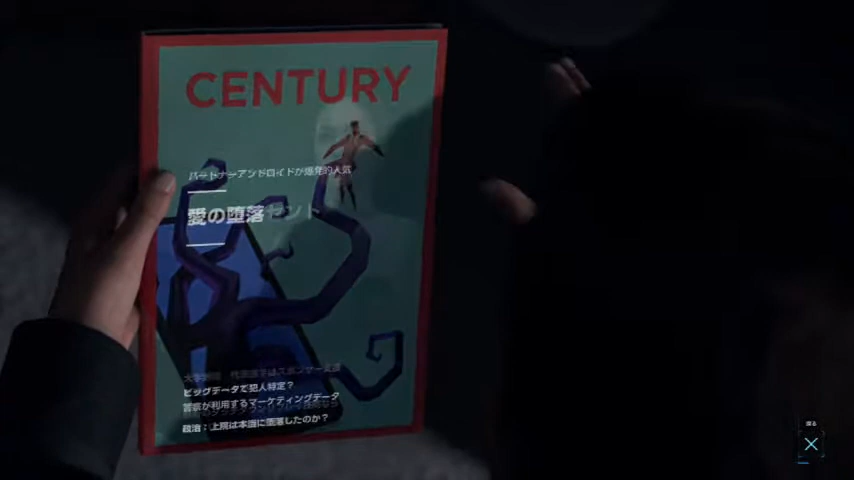 CENTURY
パートナーアンドロイドが爆発的人気
愛の堕落
ビッグデータで犯人特定?
警察が利用するマーケティングデータ
政治：上院は本当に堕落したのか?
戻る